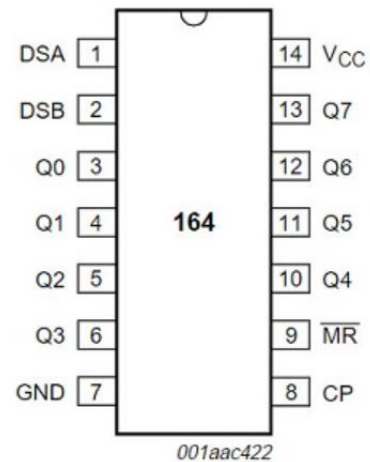 DSA 1 14 VCC
DSB 2 13 Q7
Q0 3 12 Q6
Q1 4 164 11 Q5
Q2 5 10 Q4
Q3 6 9 M̅R̅
GND 7 8 CP
001aac422